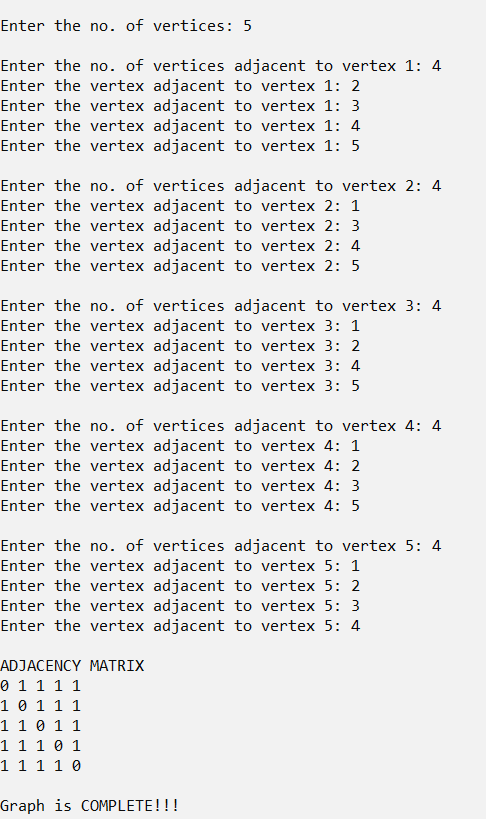 Enter the no. of vertices: 5
Enter the no. of vertices adjacent to vertex 1: 4
Enter the vertex adjacent to vertex 1: 2
Enter the vertex adjacent to vertex 1: 3
Enter the vertex adjacent to vertex 1: 4
Enter the vertex adjacent to vertex 1: 5
Enter the no. of vertices adjacent to vertex 2: 4
Enter the vertex adjacent to vertex 2: 1
Enter the vertex adjacent to vertex 2: 3
Enter the vertex adjacent to vertex 2: 4
Enter the vertex adjacent to vertex 2: 5
Enter the no. of vertices adjacent to vertex 3: 4
Enter the vertex adjacent to vertex 3: 1
Enter the vertex adjacent to vertex 3: 2
Enter the vertex adjacent to vertex 3: 4
Enter the vertex adjacent to vertex 3: 5
Enter the no. of vertices adjacent to vertex 4: 4
Enter the vertex adjacent to vertex 4: 1
Enter the vertex adjacent to vertex 4: 2
Enter the vertex adjacent to vertex 4: 3
Enter the vertex adjacent to vertex 4: 5
Enter the no. of vertices adjacent to vertex 5: 4
Enter the vertex adjacent to vertex 5: 1
Enter the vertex adjacent to vertex 5: 2
Enter the vertex adjacent to vertex 5: 3
Enter the vertex adjacent to vertex 5: 4
ADJACENCY MATRIX
0 1 1 1 1
1 0 1 1 1
1 1 0 1 1
1 1 1 0 1
1 1 1 1 0
Graph is COMPLETE!!!